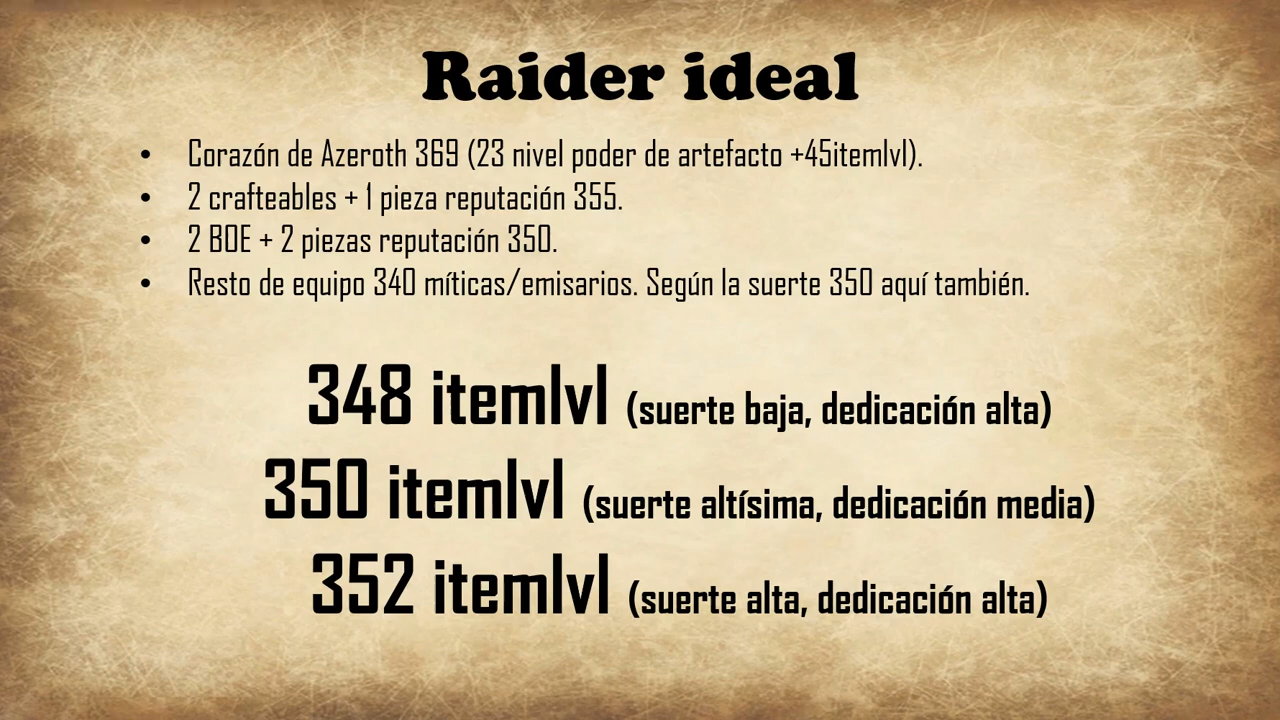 Raider ideal
• Corazón de Azeroth 369 (23 nivel poder de artefacto +45itemlvl).
• 2 crafteables + 1 pieza reputación 355.
• 2 BOE + 2 piezas reputación 350.
• Resto de equipo 340 míticas/emisarios. Según la suerte 350 aquí también.
348 itemlvl (suerte baja, dedicación alta)
350 itemlvl (suerte altísima, dedicación media)
352 itemlvl (suerte alta, dedicación alta)